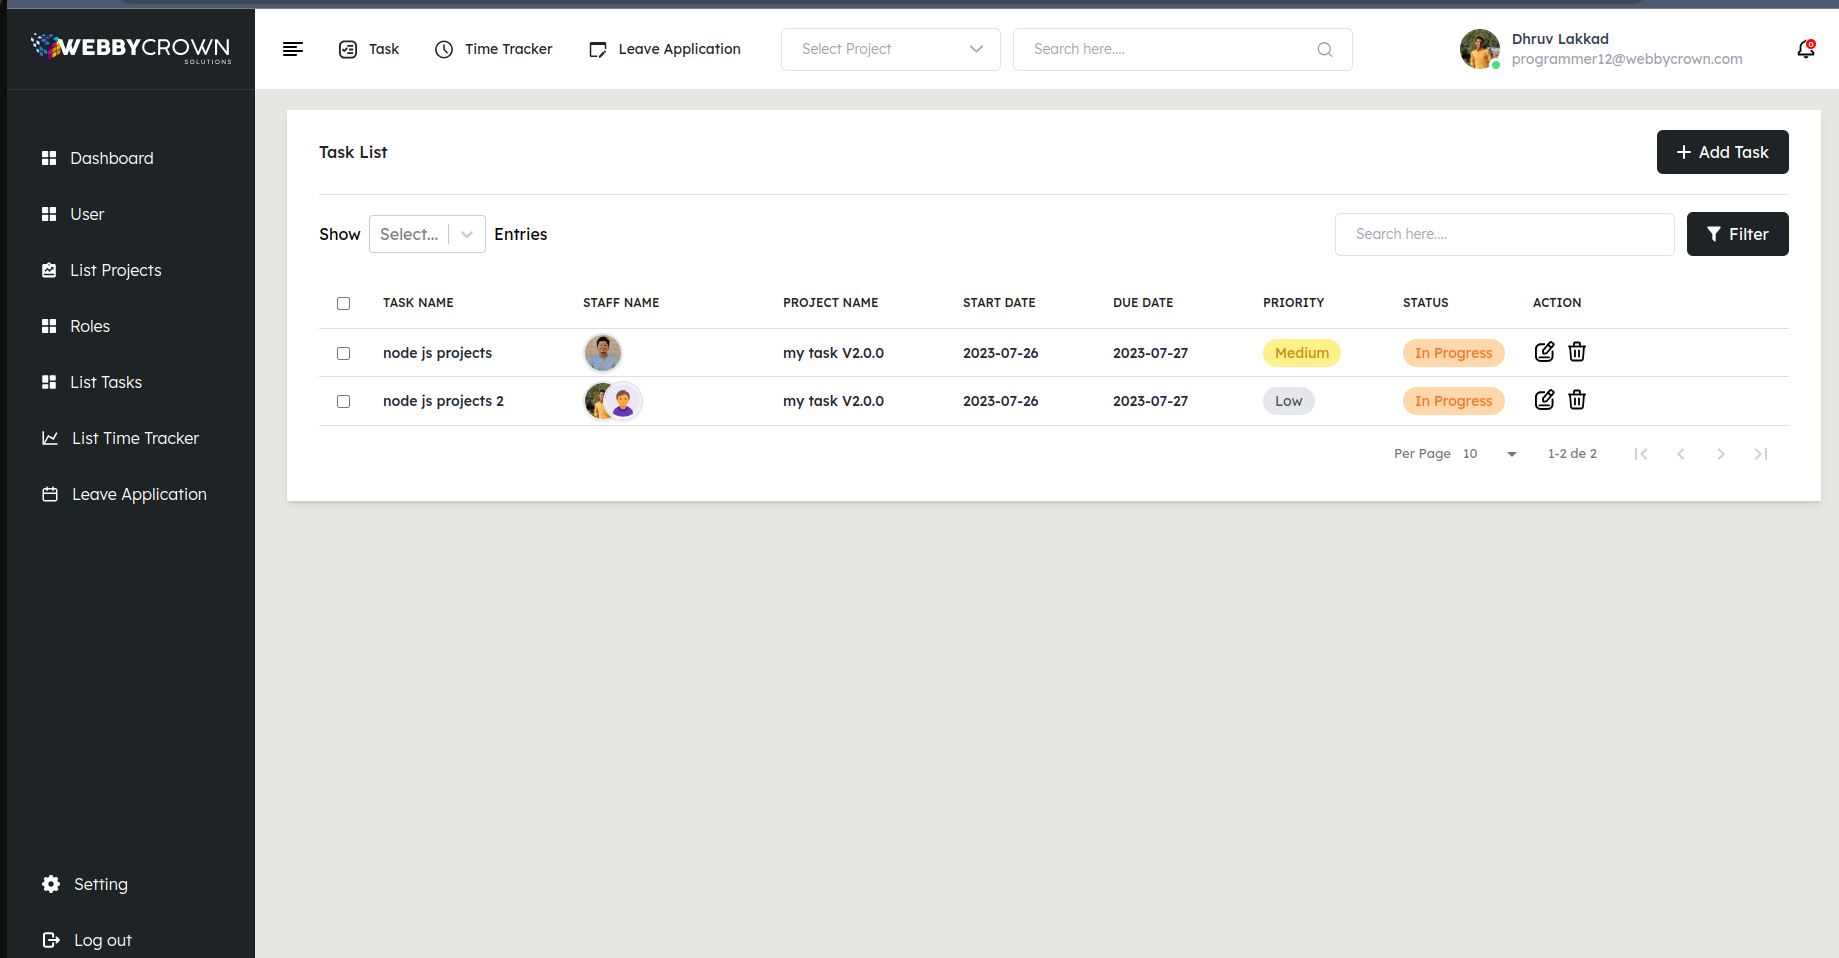 WEBBYCROWN
SOLUTIONS
Task
Time Tracker
Leave Application
Select Project
Search here....
Dhruv Lakkad
programmer12@webbycrown.com
0
Dashboard
User
List Projects
Roles
List Tasks
List Time Tracker
Leave Application
Setting
Log out
Task List
Add Task
Show Select... Entries
Search here....
Filter
TASK NAME STAFF NAME PROJECT NAME START DATE DUE DATE PRIORITY STATUS ACTION
node js projects my task V2.0.0 2023-07-26 2023-07-27 Medium In Progress
node js projects 2 my task V2.0.0 2023-07-26 2023-07-27 Low In Progress
Per Page 10 1-2 de 2